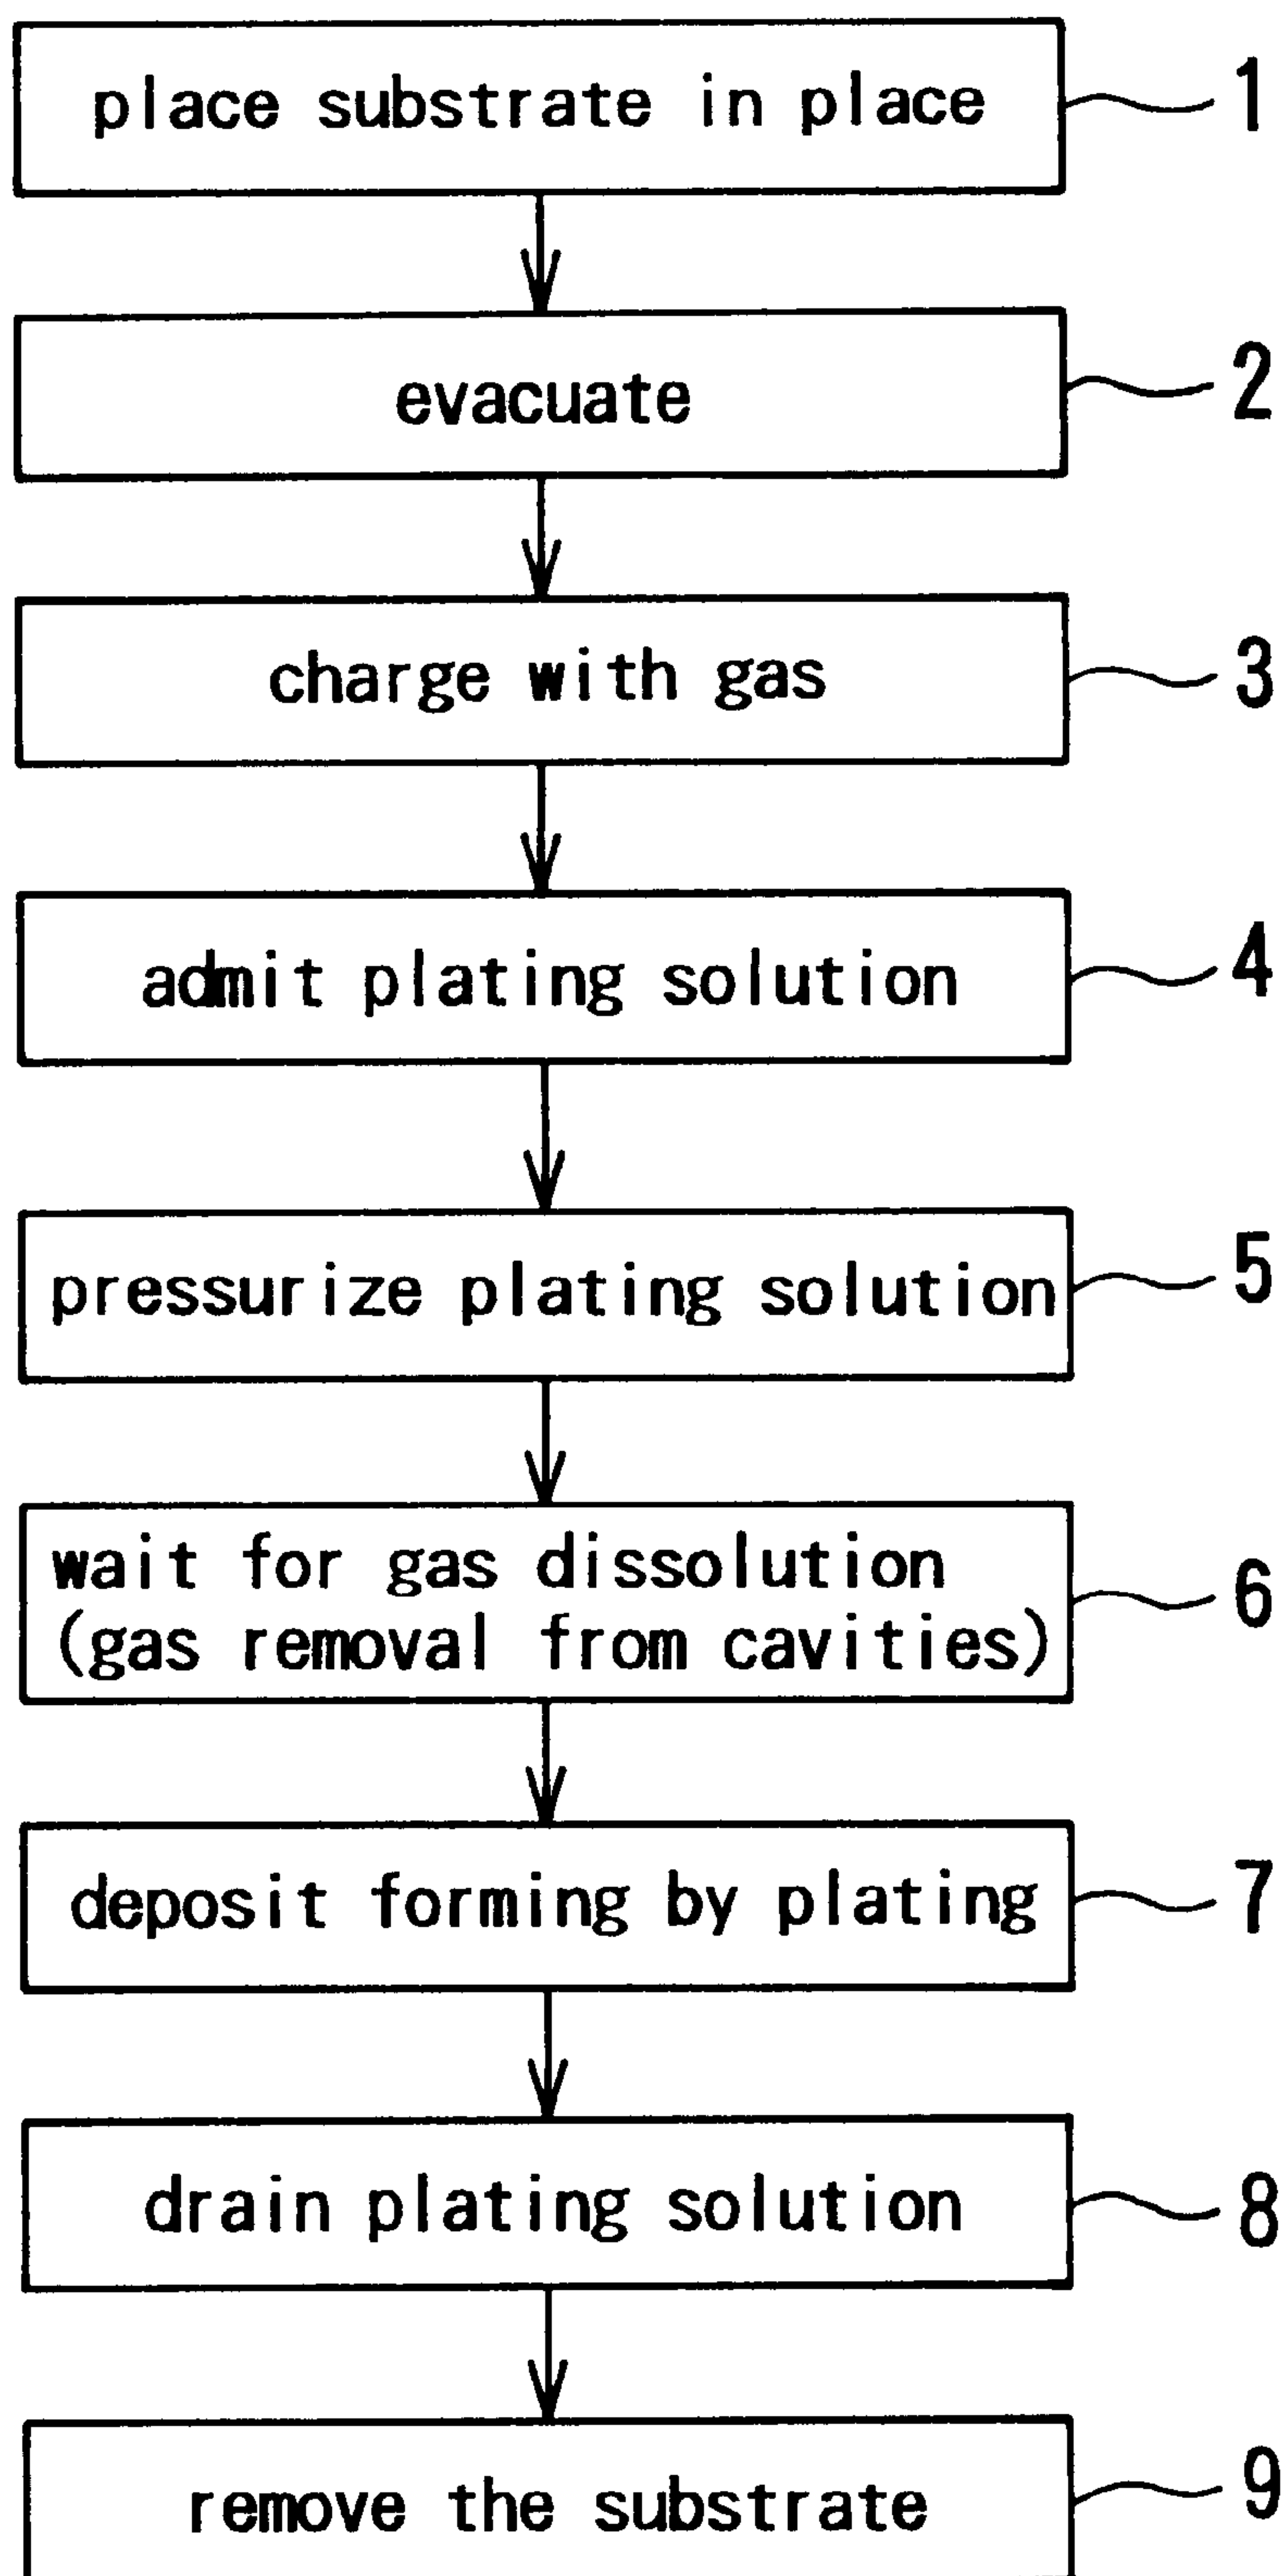 place substrate in place
1
evacuate
2
charge with gas
3
admit plating solution
4
pressurize plating solution
5
wait for gas dissolution
(gas removal from cavities)
6
deposit forming by plating
7
drain plating solution
8
remove the substrate
9